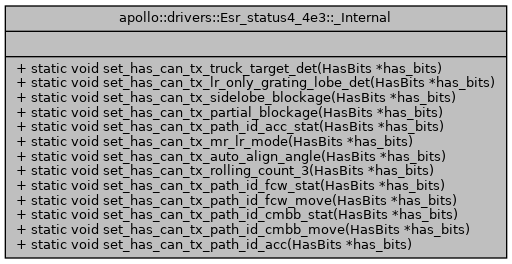 apollo::drivers::Esr_status4_4e3::_Internal
+ static void set_has_can_tx_truck_target_det(HasBits *has_bits)
+ static void set_has_can_tx_lr_only_grating_lobe_det(HasBits *has_bits)
+ static void set_has_can_tx_sidelobe_blockage(HasBits *has_bits)
+ static void set_has_can_tx_partial_blockage(HasBits *has_bits)
+ static void set_has_can_tx_path_id_acc_stat(HasBits *has_bits)
+ static void set_has_can_tx_mr_lr_mode(HasBits *has_bits)
+ static void set_has_can_tx_auto_align_angle(HasBits *has_bits)
+ static void set_has_can_tx_rolling_count_3(HasBits *has_bits)
+ static void set_has_can_tx_path_id_fcw_stat(HasBits *has_bits)
+ static void set_has_can_tx_path_id_fcw_move(HasBits *has_bits)
+ static void set_has_can_tx_path_id_cmbb_stat(HasBits *has_bits)
+ static void set_has_can_tx_path_id_cmbb_move(HasBits *has_bits)
+ static void set_has_can_tx_path_id_acc(HasBits *has_bits)